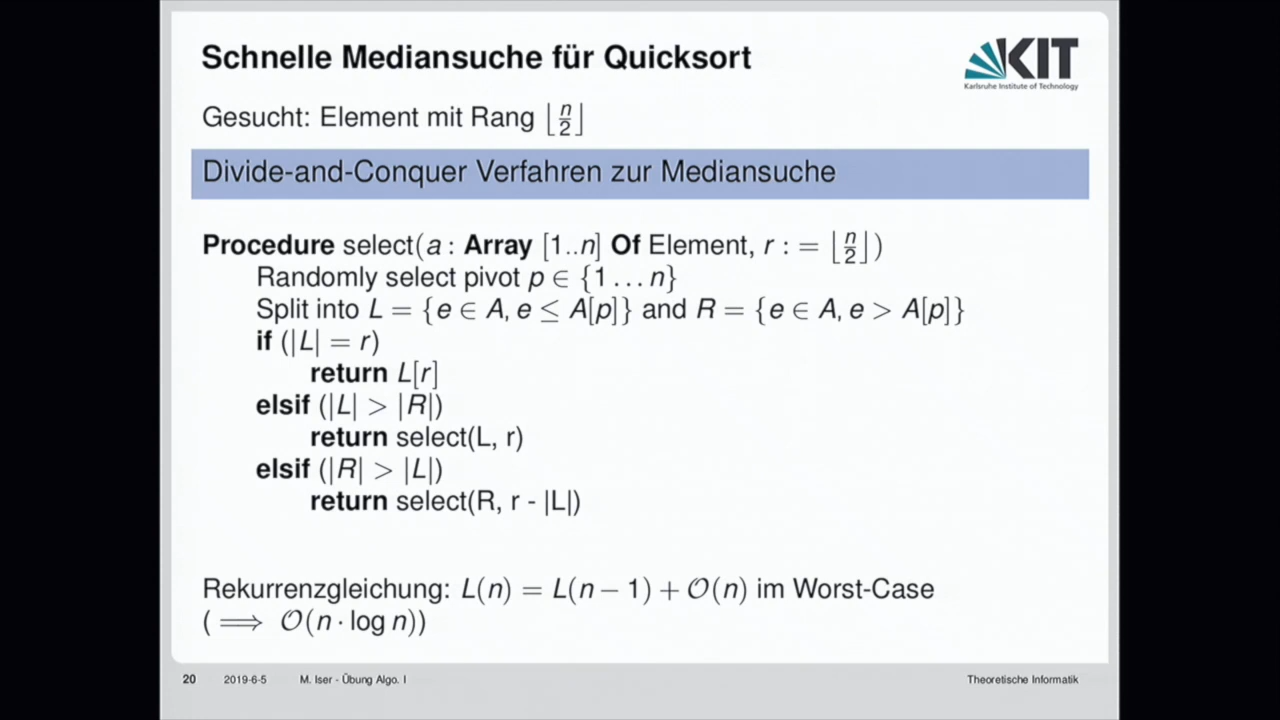 Schnelle Mediansuche für Quicksort
KIT
Karlsruhe Institute of Technology
Gesucht: Element mit Rang ⌊n/2⌋
Divide-and-Conquer Verfahren zur Mediansuche
Procedure select(a : Array [1..n] Of Element, r : = ⌊n/2⌋)
Randomly select pivot p ∈ {1 . . . n}
Split into L = {e ∈ A, e ≤ A[p]} and R = {e ∈ A, e > A[p]}
if (|L| = r)
return L[r]
elsif (|L| > |R|)
return select(L, r)
elsif (|R| > |L|)
return select(R, r - |L|)
Rekurrenzgleichung: L(n) = L(n − 1) + O(n) im Worst-Case
( ⟹ O(n · log n))
20 2019-6-5 M. Iser - Übung Algo. I Theoretische Informatik